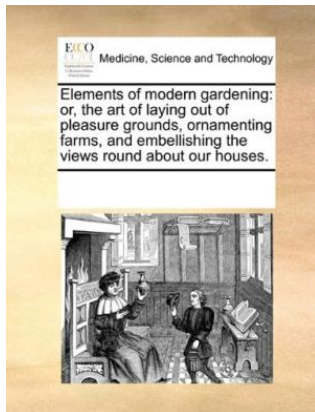 ECCO
Medicine, Science and Technology
Elements of modern gardening:
or, the art of laying out of
pleasure grounds, ornamenting
farms, and embellishing the
views round about our houses.